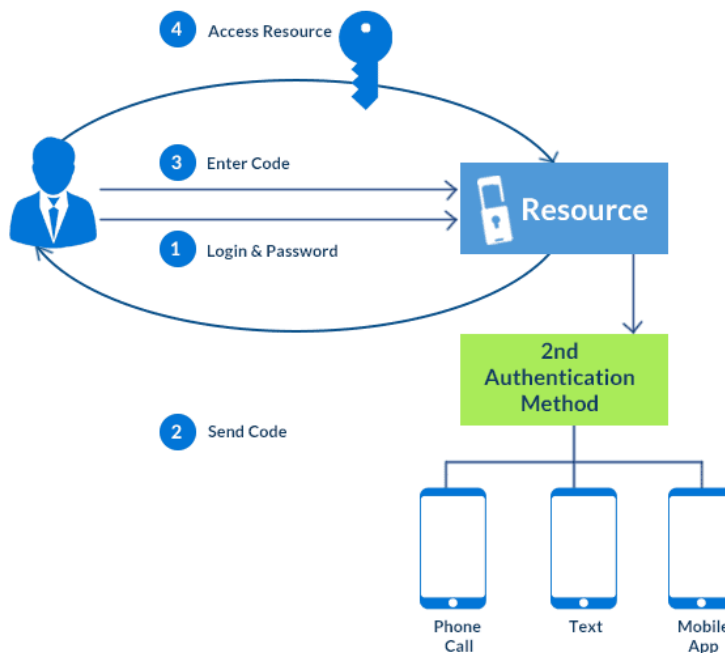 4 Access Resource
3 Enter Code
Resource
1 Login & Password
2nd
Authentication
Method
2 Send Code
Phone
Call
Text
Mobile
App